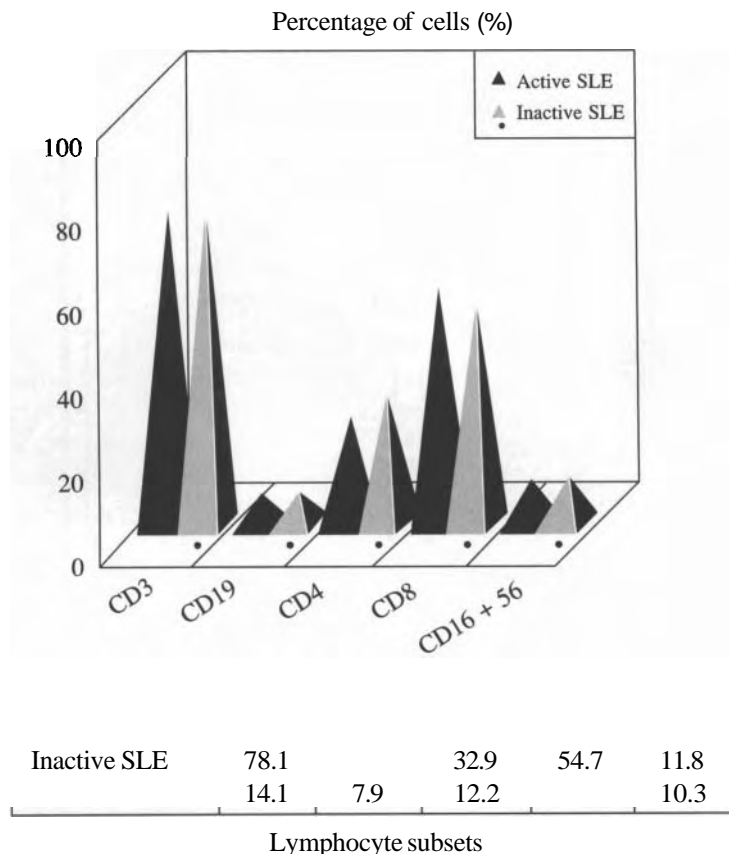 Percentage of cells (%)
Active SLE
Inactive SLE
100
80
60
40
20
0
CD3
CD19
CD4
CD8
CD16 + 56
Inactive SLE 78.1 32.9 54.7 11.8
14.1 7.9 12.2 10.3
Lymphocyte subsets